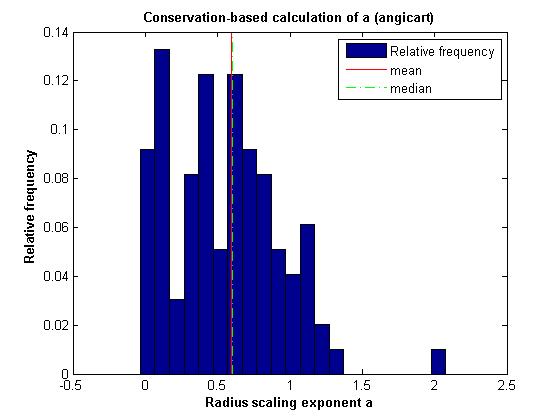 Conservation-based calculation of a (angicart)
0.14
0.12
0.1
0.08
0.06
0.04
0.02
0
Relative frequency
Relative frequency
mean
median
-0.5
0
0.5
1
1.5
2
2.5
Radius scaling exponent a